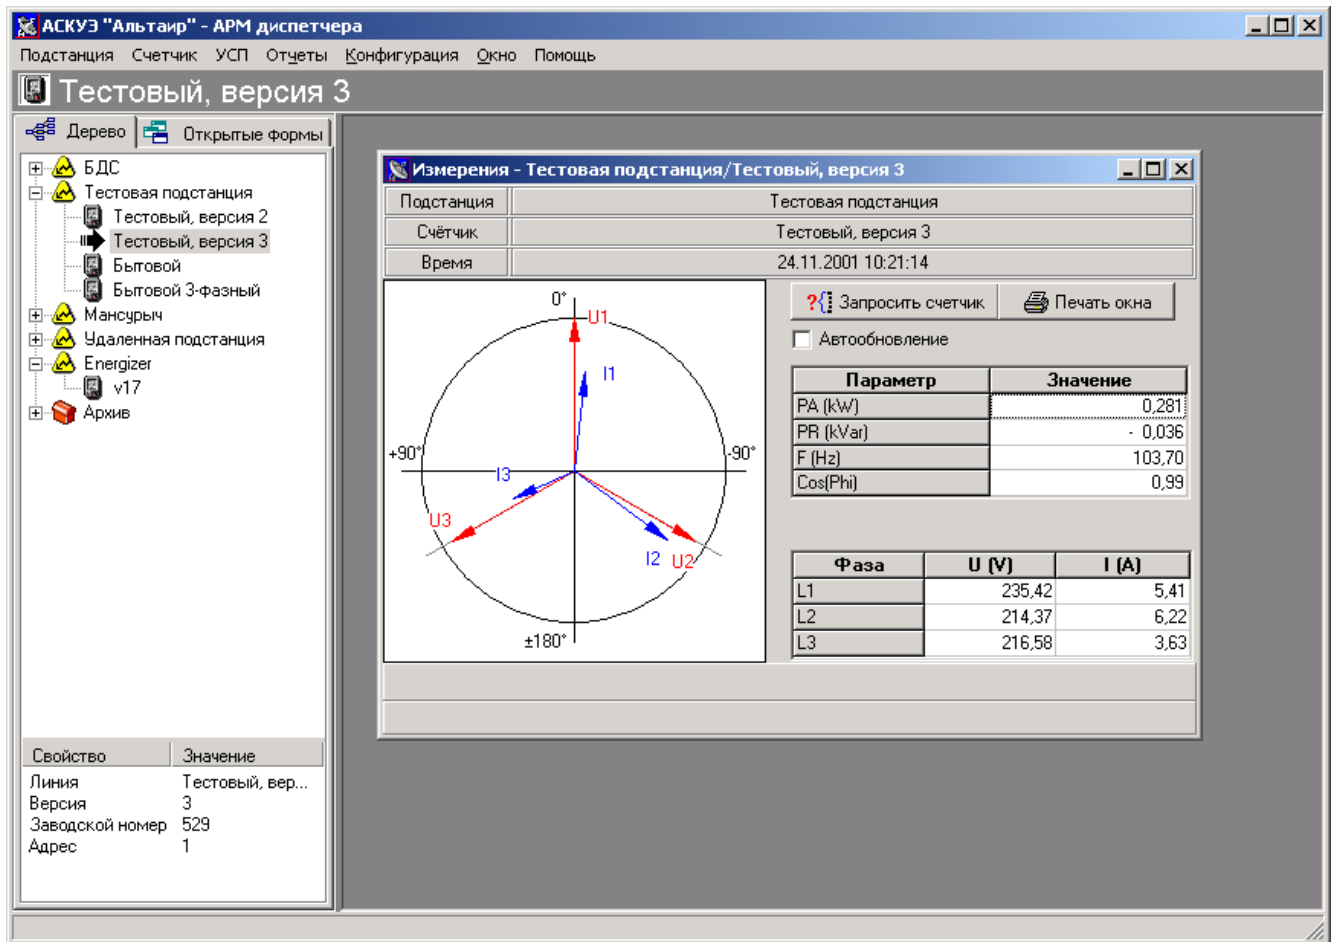 АСКУЭ "Альтаир" - АРМ диспетчера
Подстанция Счетчик УСП Отчеты Конфигурация Окно Помощь
Тестовый, версия 3
Дерево Открытые формы
БДС
Тестовая подстанция
Тестовый, версия 2
Тестовый, версия 3
Бытовой
Бытовой 3-фазный
Мансурыч
Удаленная подстанция
Energizer
v17
Архив
Свойство Значение
Линия Тестовый, вер...
Версия 3
Заводской номер 529
Адрес 1
Измерения - Тестовая подстанция/Тестовый, версия 3
Подстанция Тестовая подстанция
Счётчик Тестовый, версия 3
Время 24.11.2001 10:21:14
0°
U1
I1
+90°
-90°
I3
U3
I2
U2
±180°
Запросить счетчик Печать окна
Автообновление
Параметр Значение
PA (kW) 0,281
PR (kVar) - 0,036
F (Hz) 103,70
Cos(Phi) 0,99
Фаза U (V) I (A)
L1 235,42 5,41
L2 214,37 6,22
L3 216,58 3,63